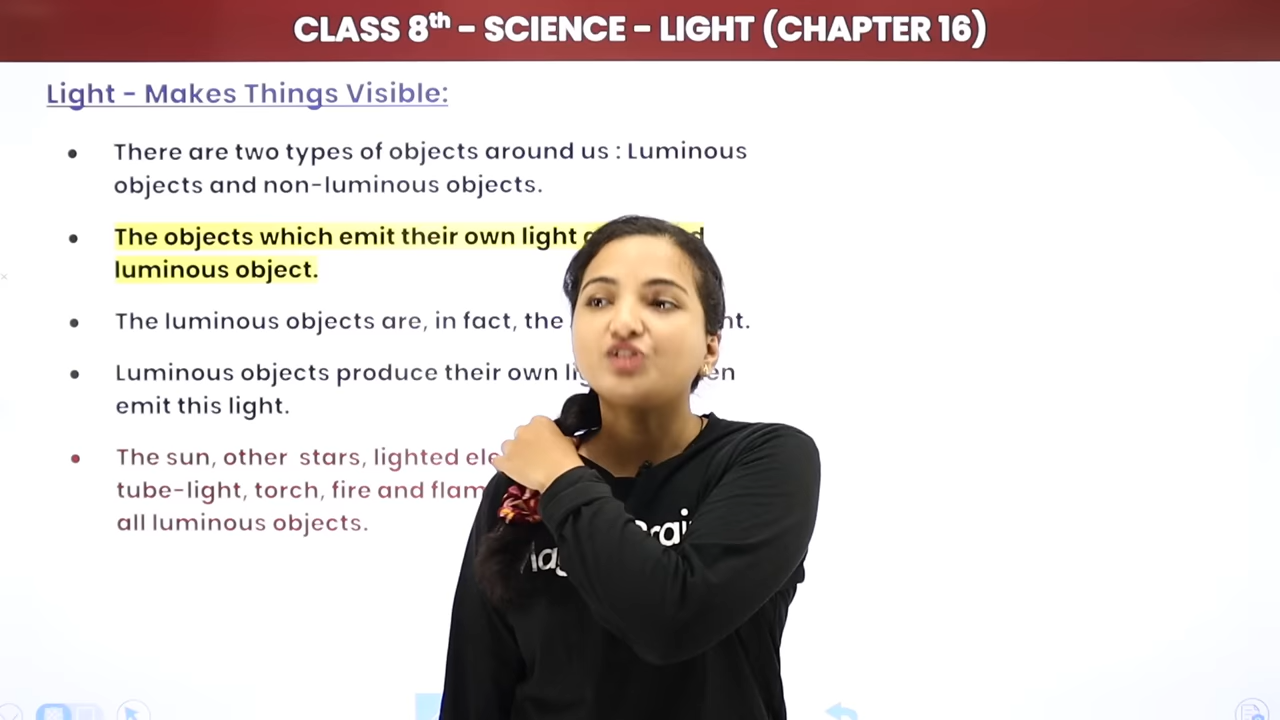 CLASS 8th - SCIENCE - LIGHT (CHAPTER 16)
Light - Makes Things Visible:
• There are two types of objects around us : Luminous
objects and non-luminous objects.
• The objects which emit their own light
luminous object.
• The luminous objects are, in fact, the
• Luminous objects produce their own
emit this light.
• The sun, other stars, lighted
tube-light, torch, fire and
all luminous objects.